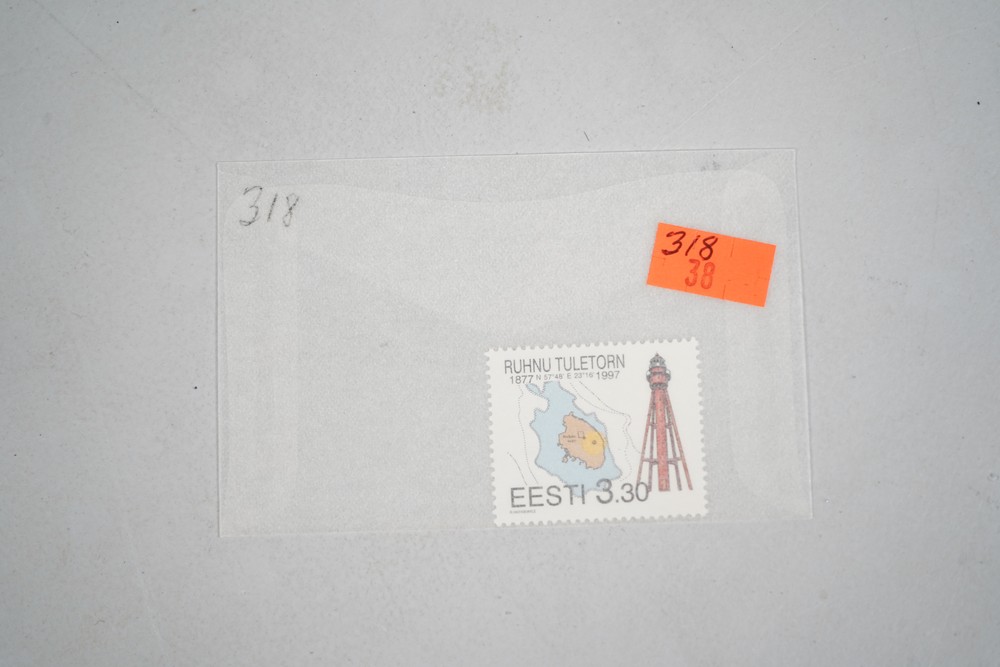 318
318
38
RUHNU TULETORN
1877 N 57°48' E 23°16' 1997
EESTI 3.30